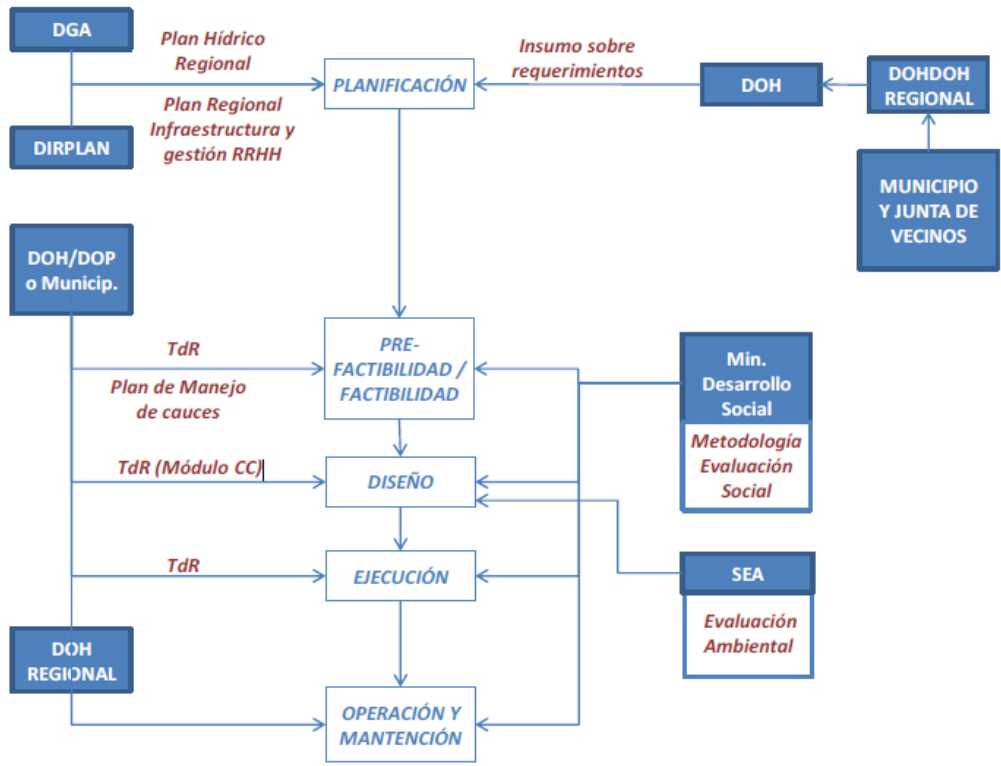 DGA
Plan Hídrico
Regional
Plan Regional
Infraestructura y
gestión RRHH
DIRPLAN
PLANIFICACIÓN
Insumo sobre
requerimientos
DOH
DOHDOH
REGIONAL
MUNICIPIO
Y JUNTA DE
VECINOS
DOH/DOP
o Municip.
TdR
Plan de Manejo
de cauces
PRE-
FACTIBILIDAD /
FACTIBILIDAD
Min.
Desarrollo
Social
Metodología
Evaluación
Social
TdR (Módulo CC)
DISEÑO
TdR
EJECUCIÓN
SEA
Evaluación
Ambiental
DOH
REGIONAL
OPERACIÓN Y
MANTENCIÓN